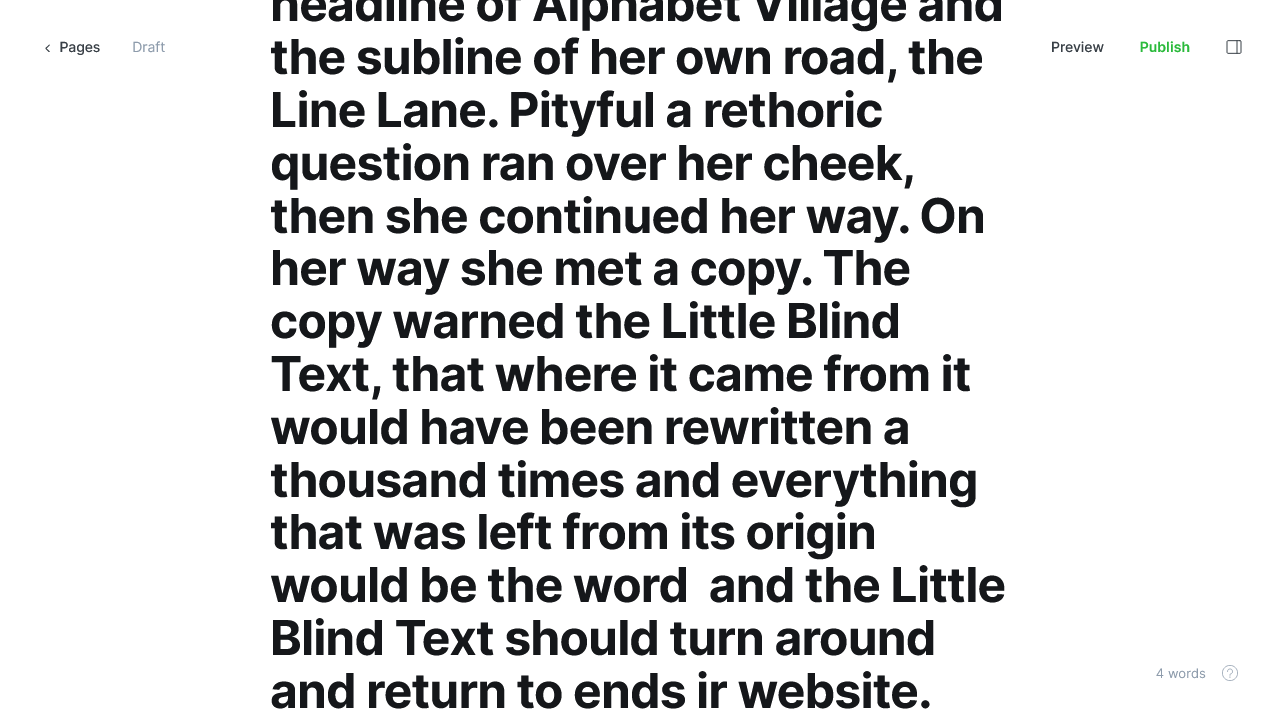 headline of Alphabet Village and
Pages
Draft
the subline of her own road, the
Preview
Publish
Line Lane. Pityful a rethoric
question ran over her cheek,
then she continued her way. On
her way she met a copy. The
copy warned the Little Blind
Text, that where it came from it
would have been rewritten a
thousand times and everything
that was left from its origin
would be the word  and the Little
Blind Text should turn around
4 words
and return to ends ir website.